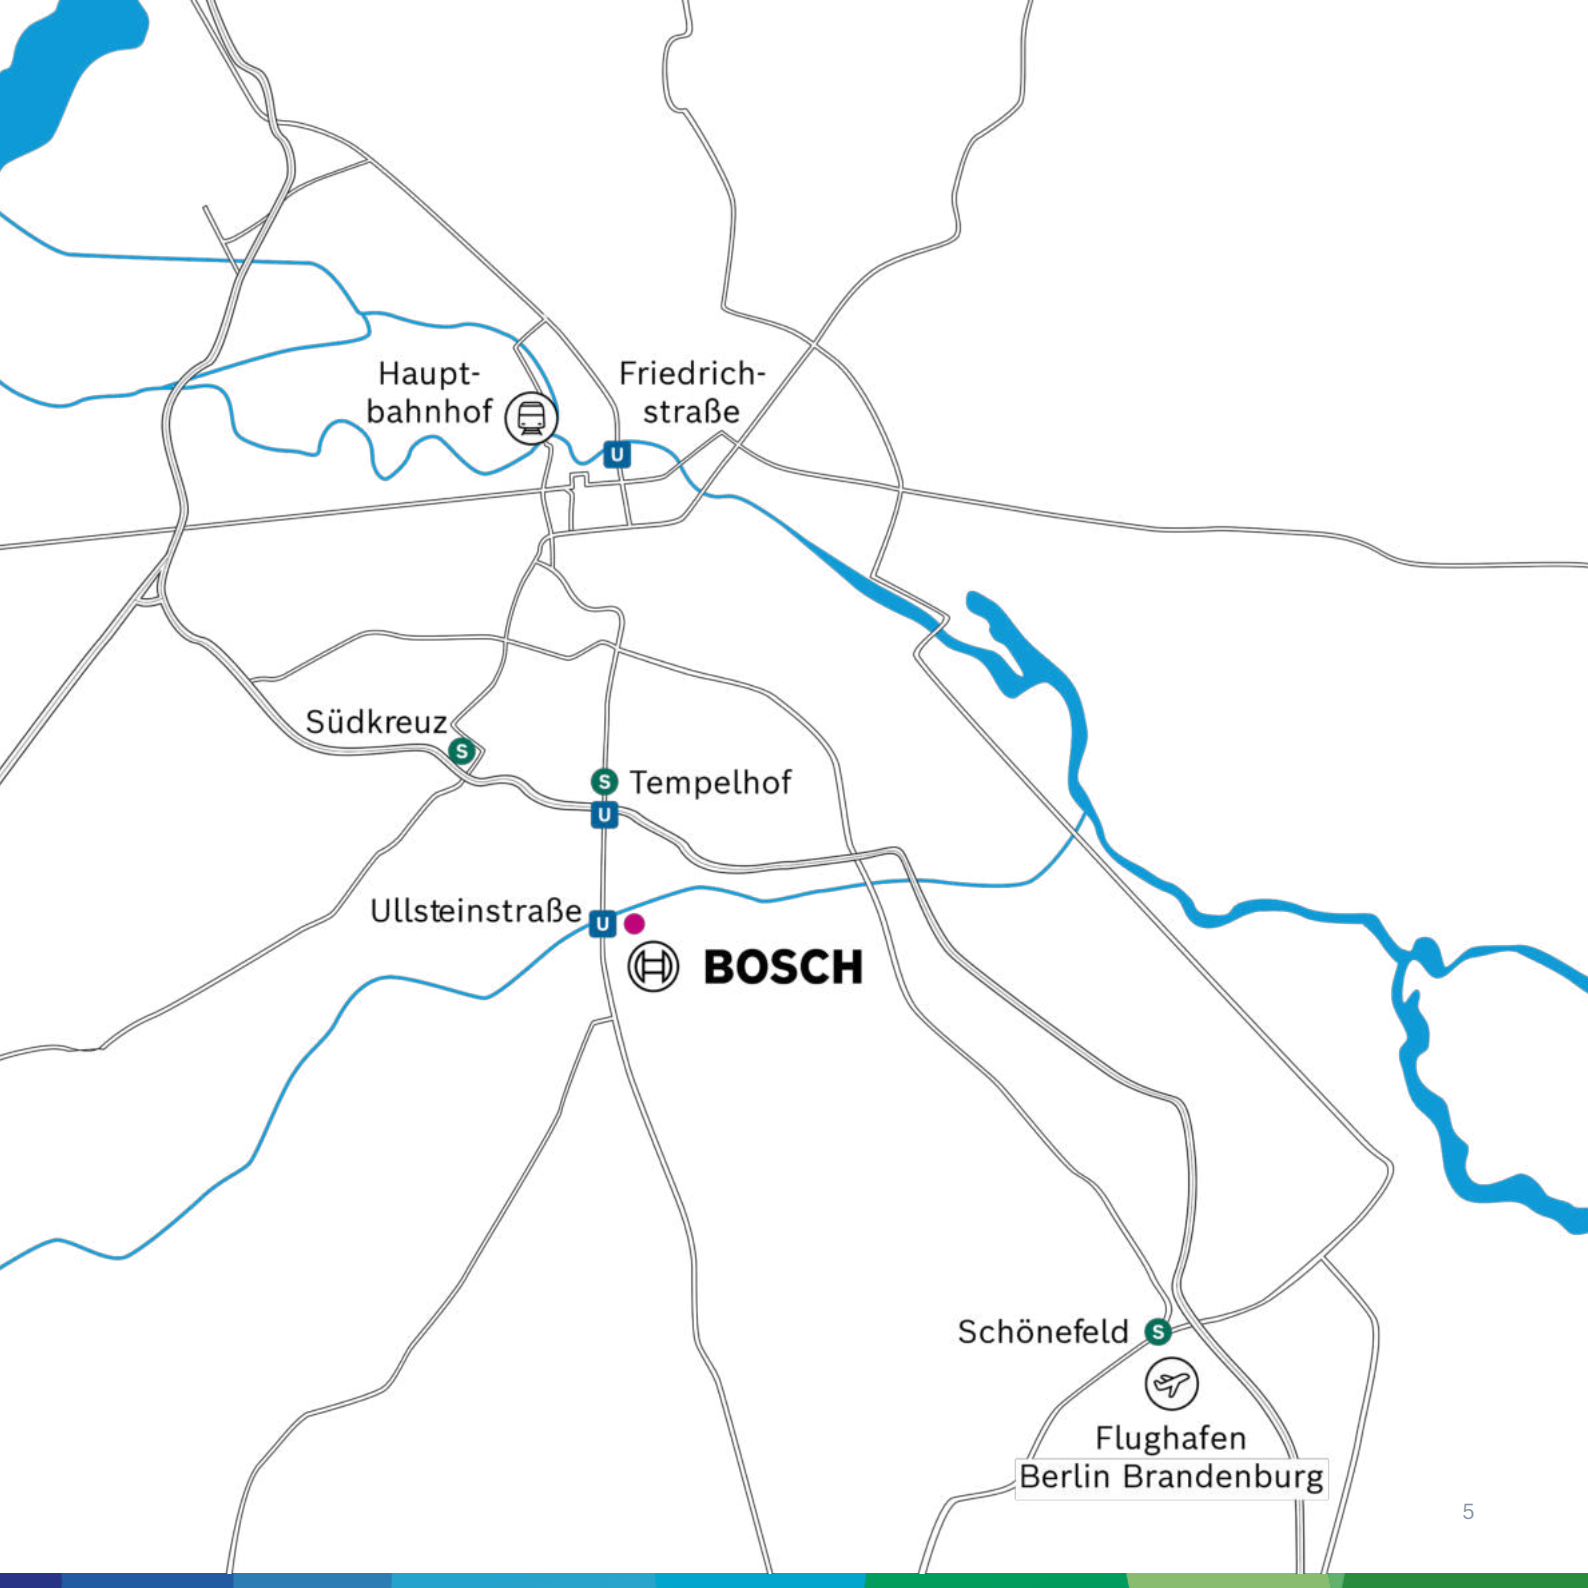 Haupt-
bahnhof
Friedrich-
straße
U
Südkreuz
S
S
Tempelhof
U
Ullsteinstraße
U
BOSCH
Schönefeld
S
Flughafen
Berlin Brandenburg
5